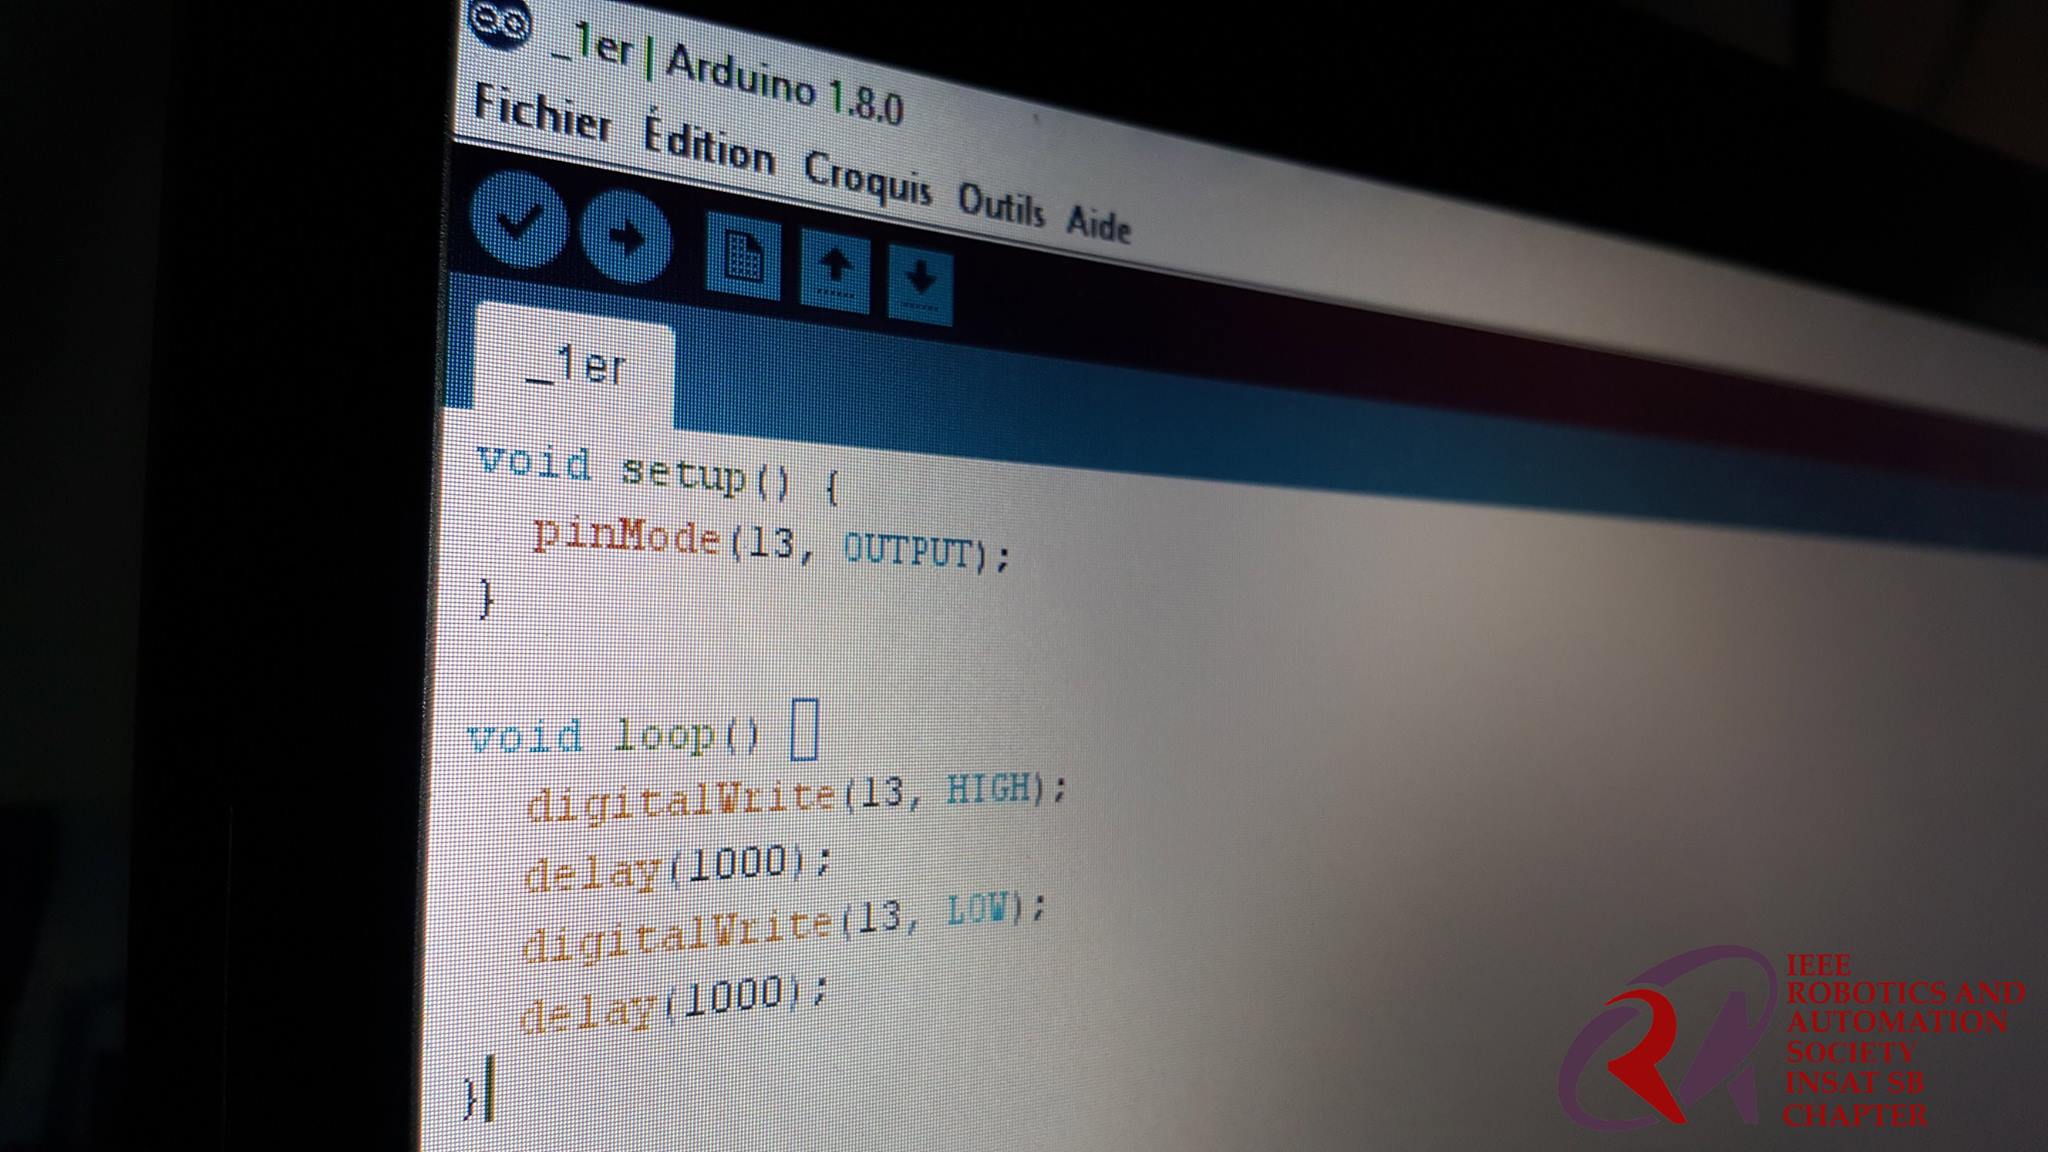 _1er | Arduino 1.8.0
Fichier Édition Croquis Outils Aide
_1er
void setup() {
pinMode(13, OUTPUT);
}
void loop()
digitalWrite(13, HIGH);
delay(1000);
digitalWrite(13, LOW);
delay(1000);
}
IEEE
ROBOTICS AND
AUTOMATION
SOCIETY
INSAT SB
CHAPTER